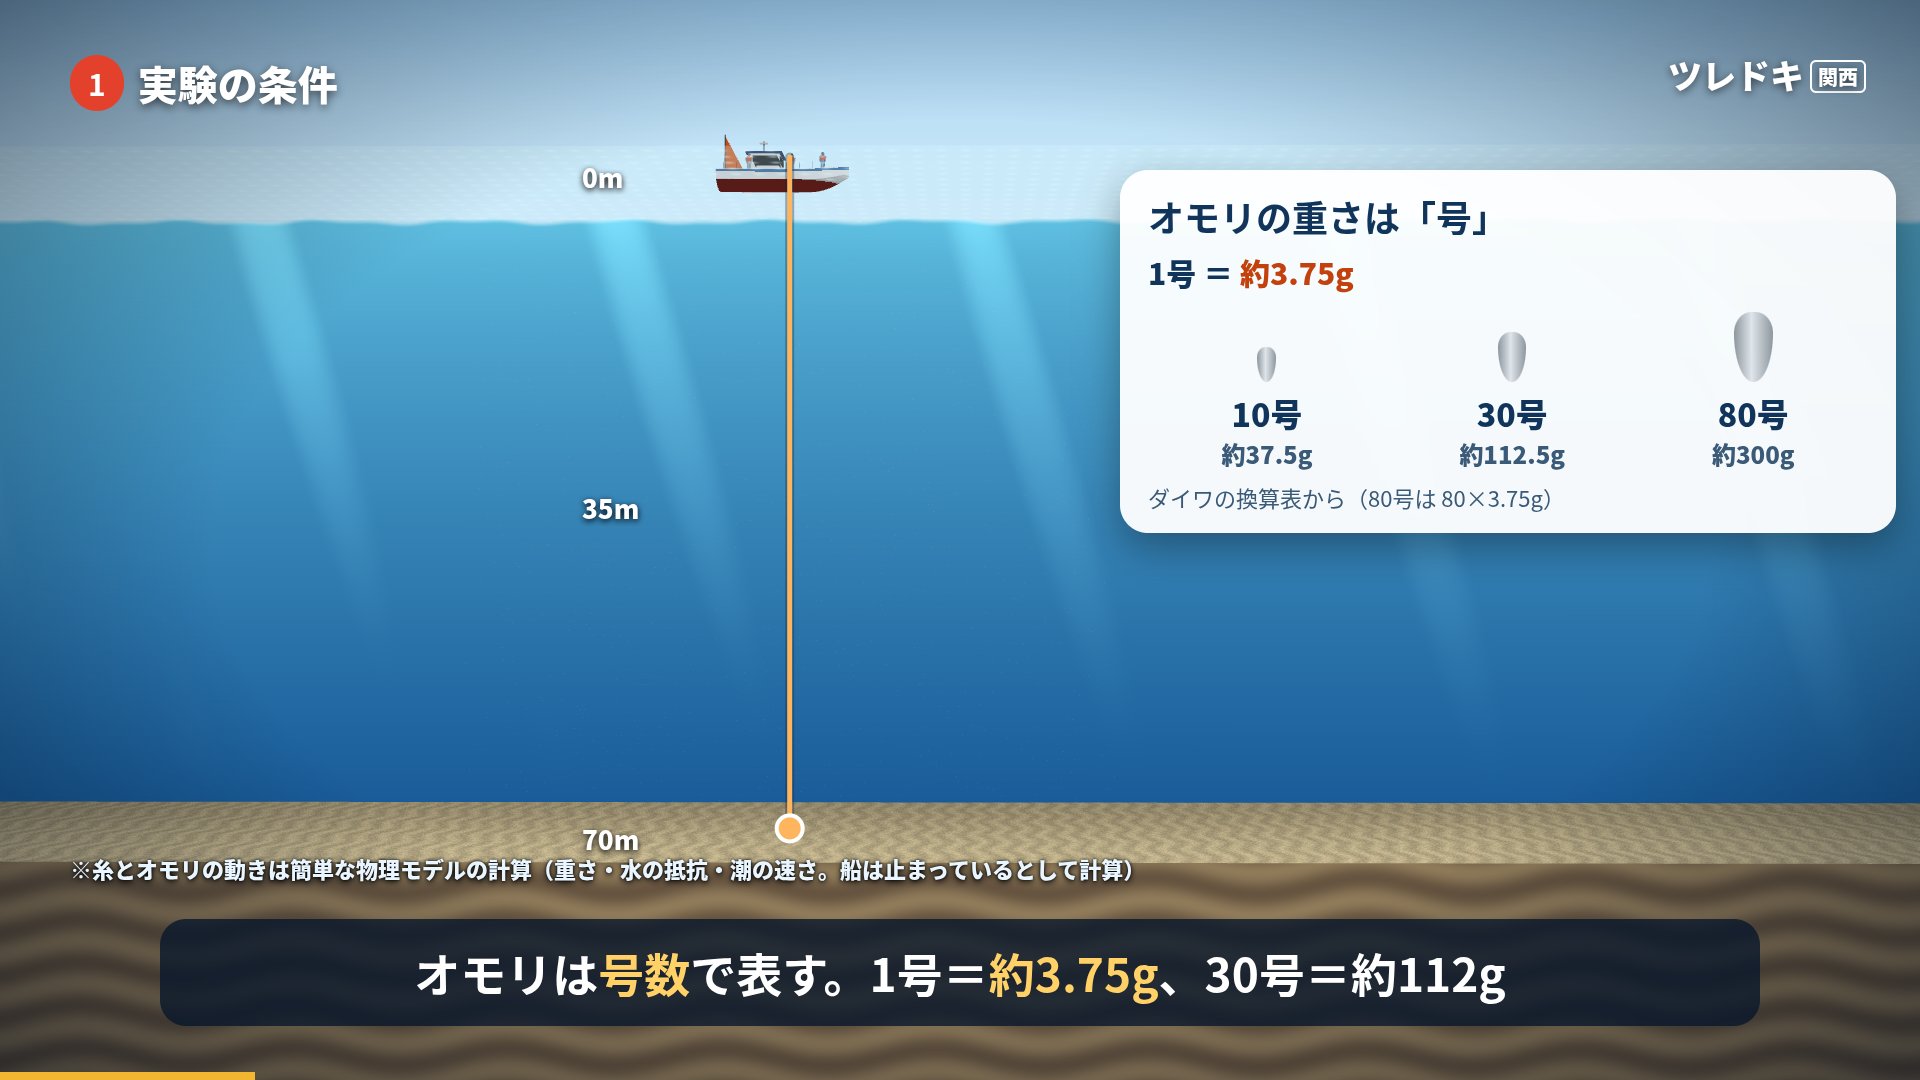 1 実験の条件
ツレドキ 関西
0m
35m
70m
オモリの重さは「号」
1号 ＝ 約3.75g
10号 30号 80号
約37.5g 約112.5g 約300g
ダイワの換算表から（80号は 80×3.75g）
※糸とオモリの動きは簡単な物理モデルの計算（重さ・水の抵抗・潮の速さ。船は止まっているとして計算）
オモリは号数で表す。1号＝約3.75g、30号＝約112g